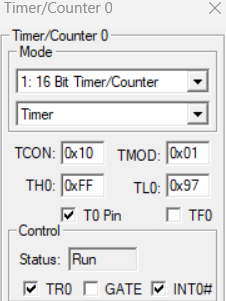 Timer/Counter 0
Timer/Counter 0
Mode
1: 16 Bit Timer/Counter
Timer
TCON: 0x10 TMOD: 0x01
TH0: 0xFF TL0: 0x97
T0 Pin TF0
Control
Status: Run
TR0 GATE INT0#